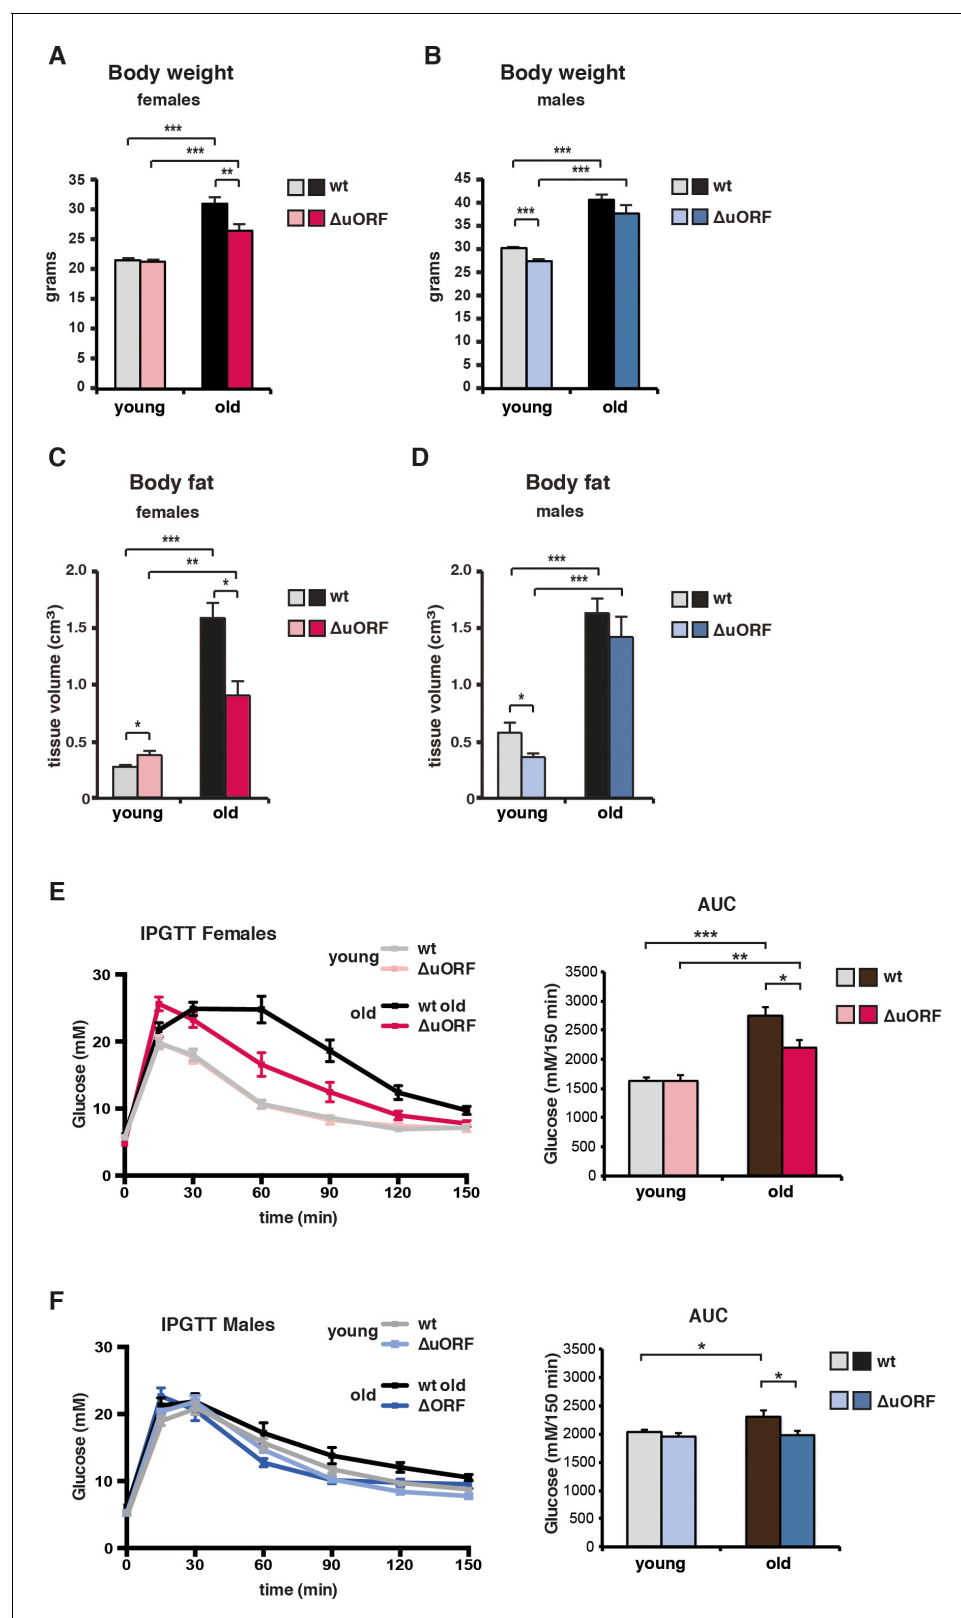 A
Body weight
females
***
***
**
35
30
25
20
15
10
5
0
grams
young
old
wt
ΔuORF
B
Body weight
males
***
***
***
45
40
35
30
25
20
15
10
5
0
grams
young
old
wt
ΔuORF
C
Body fat
females
***
**
*
*
2.0
1.5
1.0
0.5
0
tissue volume (cm³)
young
old
wt
ΔuORF
D
Body fat
males
***
***
*
2.0
1.5
1.0
0.5
0
tissue volume (cm³)
young
old
wt
ΔuORF
E
IPGTT Females
young
wt
ΔuORF
old
wt old
ΔuORF
30
20
10
0
Glucose (mM)
0 30 60 90 120 150
time (min)
AUC
***
**
*
3500
3000
2500
2000
1500
1000
500
0
Glucose (mM/150 min)
young
old
wt
ΔuORF
F
IPGTT Males
young
wt
ΔuORF
old
wt old
ΔORF
30
20
10
0
Glucose (mM)
0 30 60 90 120 150
time (min)
AUC
*
*
3500
3000
2500
2000
1500
1000
500
0
Glucose (mM/150 min)
young
old
wt
ΔuORF